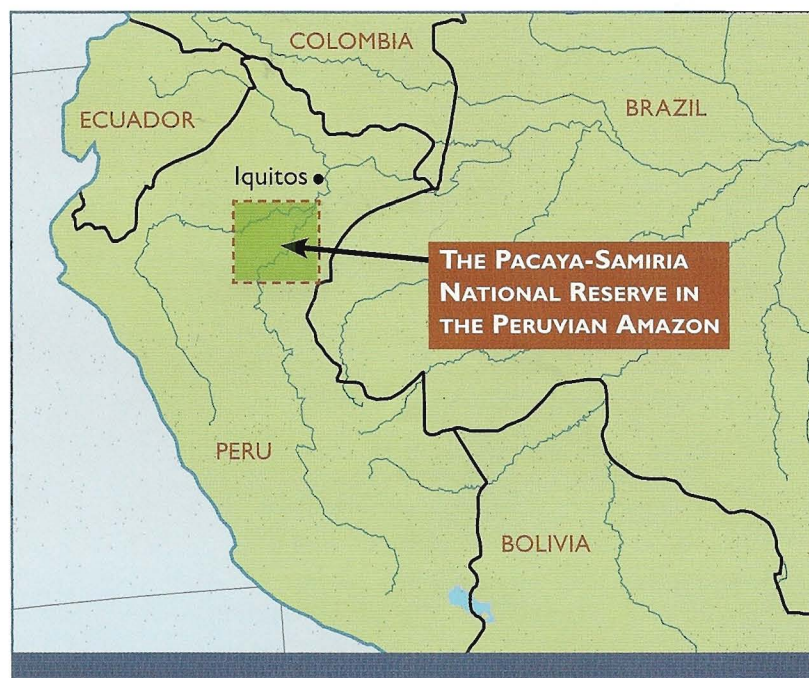 COLOMBIA
ECUADOR
BRAZIL
Iquitos
THE PACAYA-SAMIRIA
NATIONAL RESERVE IN
THE PERUVIAN AMAZON
PERU
BOLIVIA